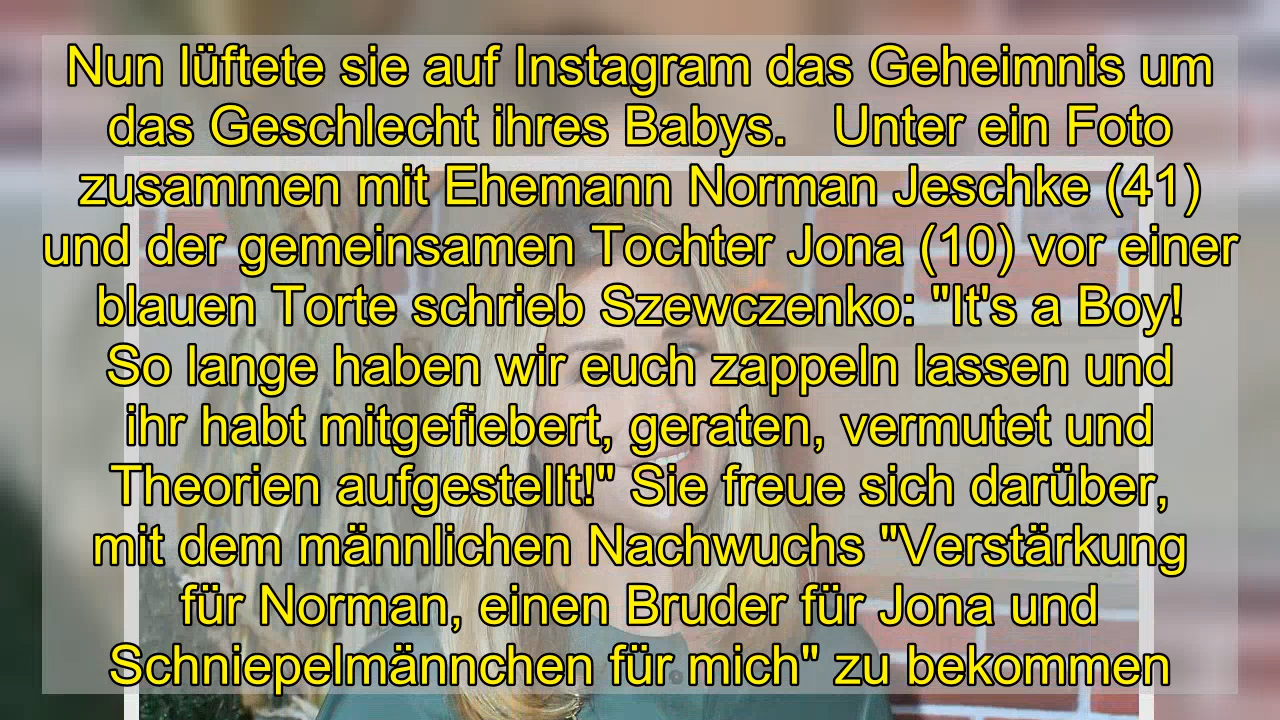 Nun lüftete sie auf Instagram das Geheimnis um
das Geschlecht ihres Babys.   Unter ein Foto
zusammen mit Ehemann Norman Jeschke (41)
und der gemeinsamen Tochter Jona (10) vor einer
blauen Torte schrieb Szewczenko: "It's a Boy!
So lange haben wir euch zappeln lassen und
ihr habt mitgefiebert, geraten, vermutet und
Theorien aufgestellt!" Sie freue sich darüber,
mit dem männlichen Nachwuchs "Verstärkung
für Norman, einen Bruder für Jona und
Schniepelmännchen für mich" zu bekommen